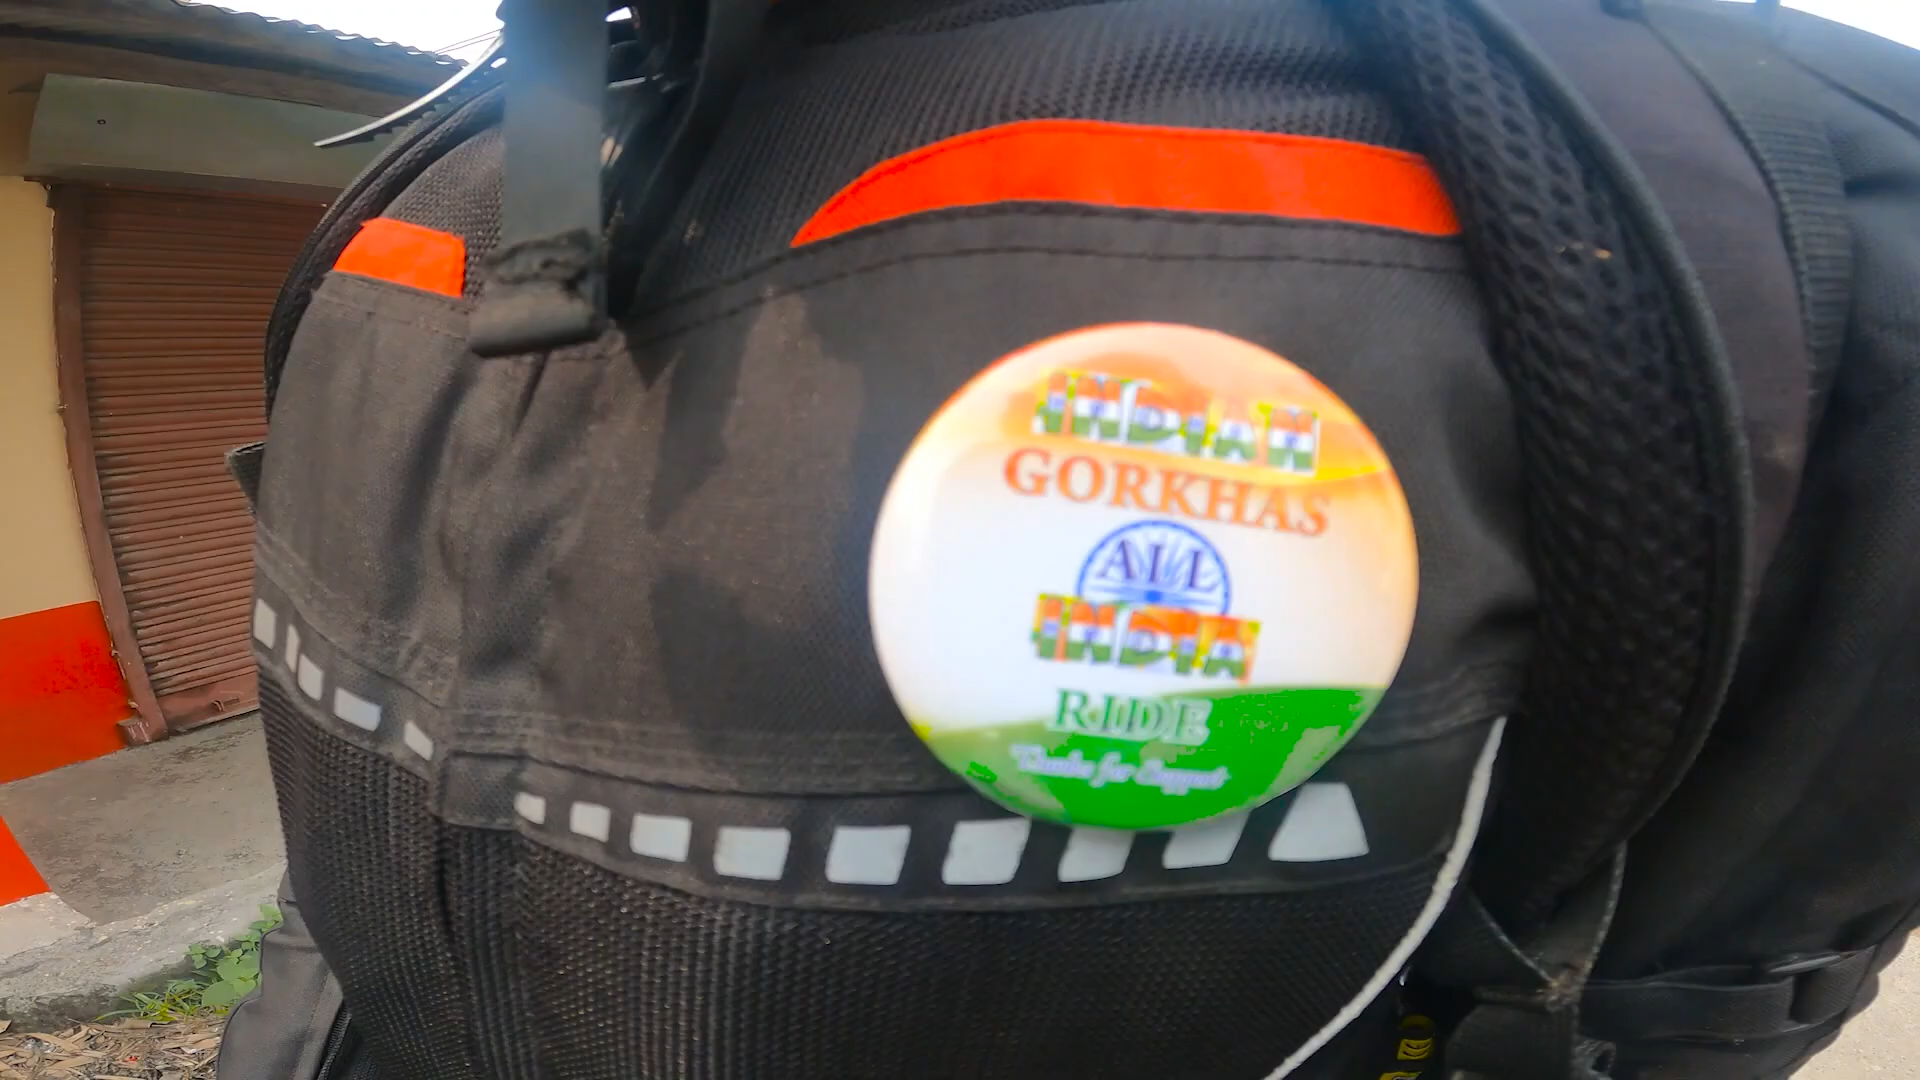 INDIAN
GORKHAS
ALL
INDIA
RIDE
Thanks for Support